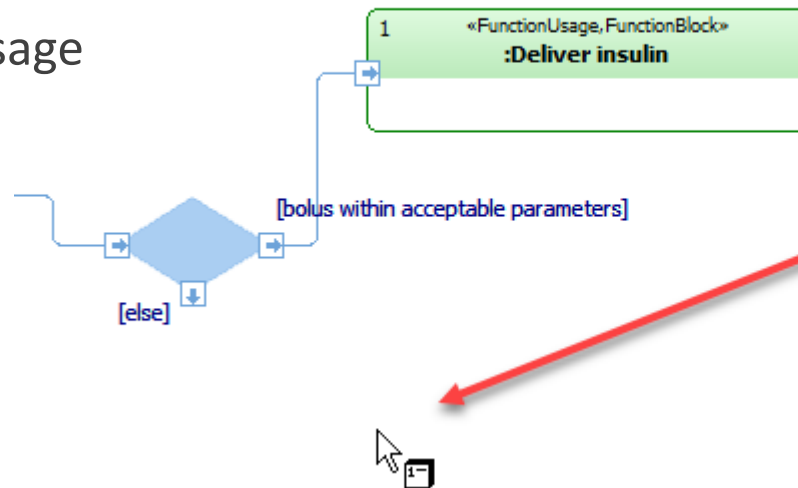 sage
1 «FunctionUsage,FunctionBlock»
:Deliver insulin
[bolus within acceptable parameters]
[else]